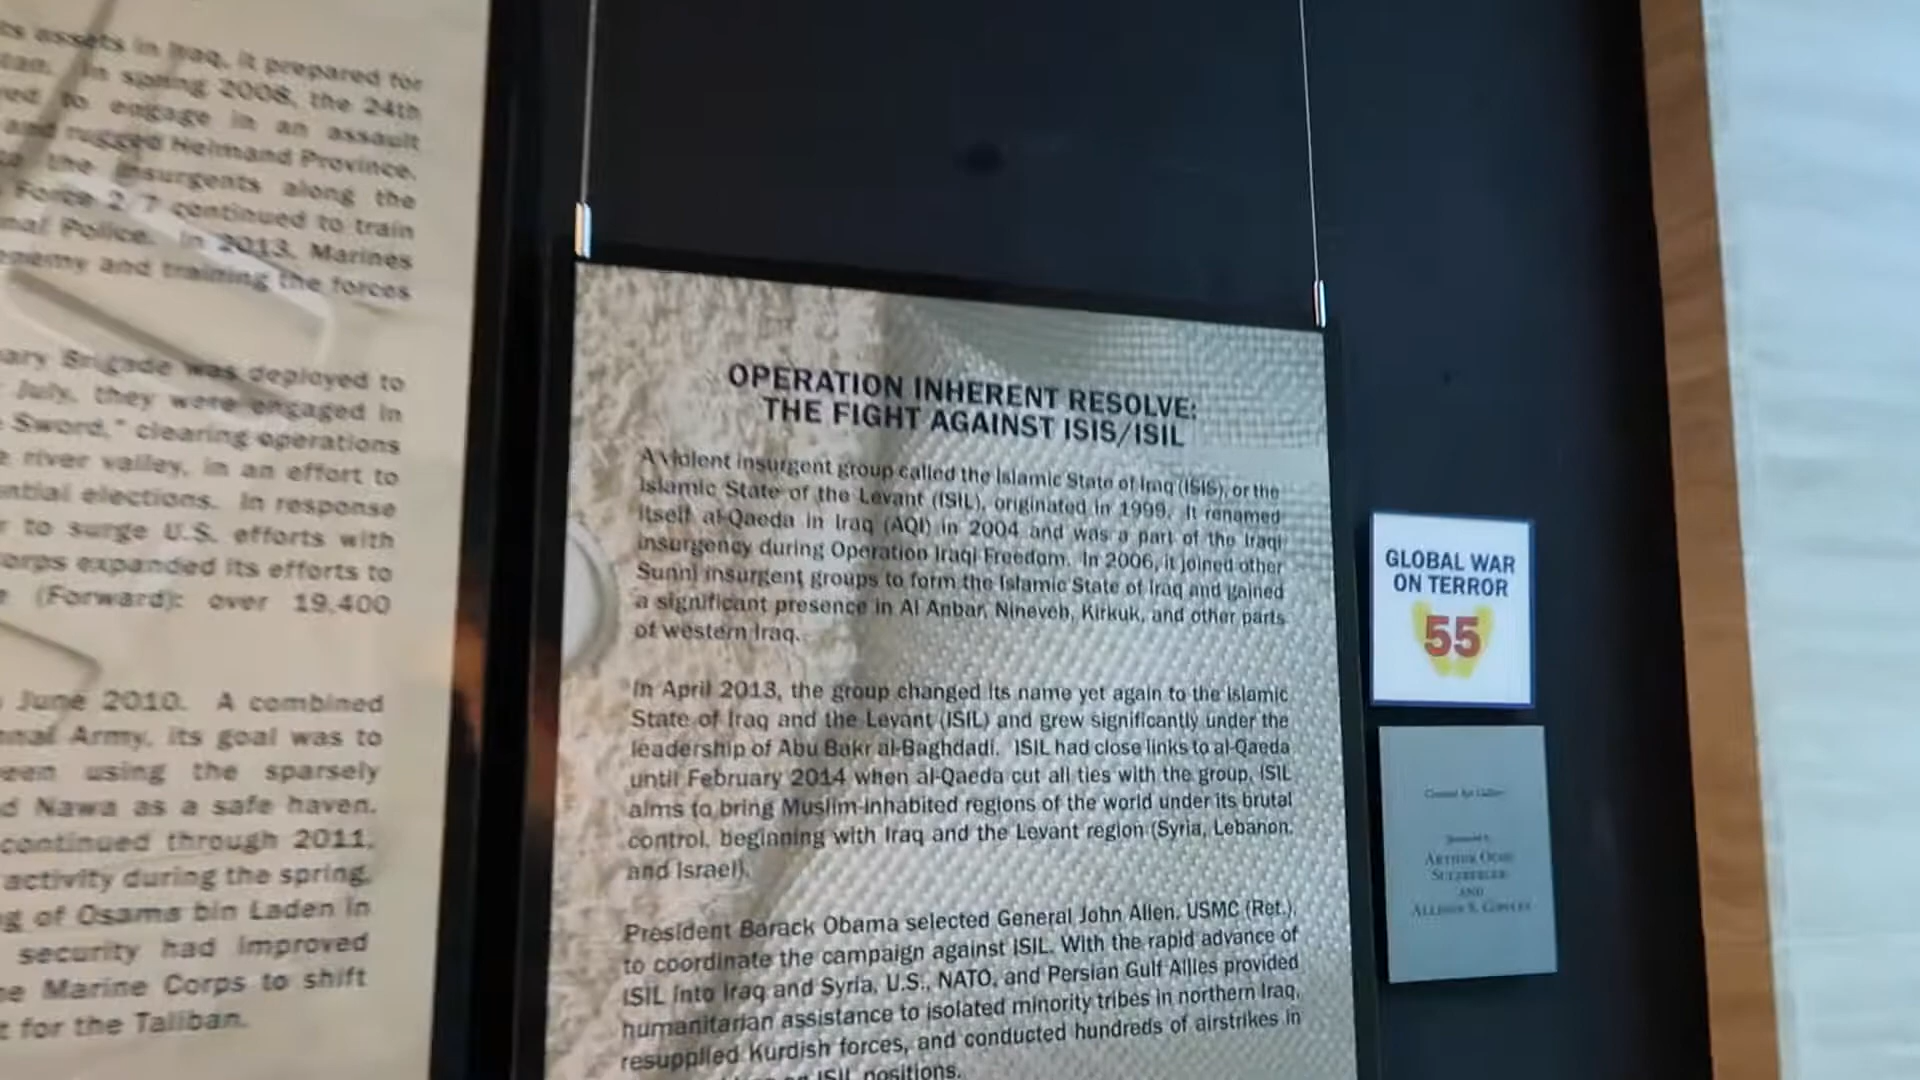 its assets in Iraq, it prepared for
In spring 2008, the 24th
to engage in an assault
and rugged Helmand Province.
the insurgents along the
Force 2/7 continued to train
Police. In 2013, Marines
enemy and training the forces
Brigade was deployed to
July, they were engaged in
Sword," clearing operations
river valley, in an effort to
elections. In response
to surge U.S. efforts with
expanded its efforts to
(Forward): over 19,400
June 2010. A combined
Army, its goal was to
using the sparsely
Nawa as a safe haven.
continued through 2011,
activity during the spring,
of Osama bin Laden in
security had improved
Marine Corps to shift
for the Taliban.
OPERATION INHERENT RESOLVE:
THE FIGHT AGAINST ISIS/ISIL
A violent insurgent group called the Islamic State of Iraq (ISIS), or the
Islamic State of the Levant (ISIL), originated in 1999. It renamed
itself al-Qaeda in Iraq (AQI) in 2004 and was a part of the Iraqi
insurgency during Operation Iraqi Freedom. In 2006, it joined other
Sunni insurgent groups to form the Islamic State of Iraq and gained
a significant presence in Al Anbar, Nineveh, Kirkuk, and other parts
of western Iraq.
In April 2013, the group changed its name yet again to the Islamic
State of Iraq and the Levant (ISIL) and grew significantly under the
leadership of Abu Bakr al-Baghdadi. ISIL had close links to al-Qaeda
until February 2014 when al-Qaeda cut all ties with the group. ISIL
aims to bring Muslim-inhabited regions of the world under its brutal
control, beginning with Iraq and the Levant region (Syria, Lebanon,
and Israel).
President Barack Obama selected General John Allen, USMC (Ret.),
to coordinate the campaign against ISIL. With the rapid advance of
ISIL into Iraq and Syria, U.S., NATO, and Persian Gulf Allies provided
humanitarian assistance to isolated minority tribes in northern Iraq,
resupplied Kurdish forces, and conducted hundreds of airstrikes in
ISIL positions.
GLOBAL WAR
ON TERROR
55
Arthur Ochs
Sulzberger
and
Allison S. Cowles